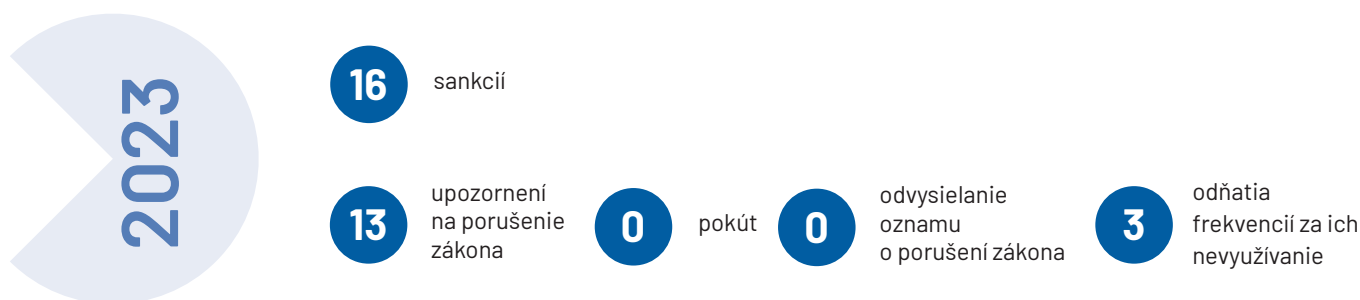 2023
16
sankcií
13
upozornení
na porušenie
zákona
0
pokút
0
odvysielanie
oznamu
o porušení zákona
3
odňatia
frekvencií za ich
nevyužívanie